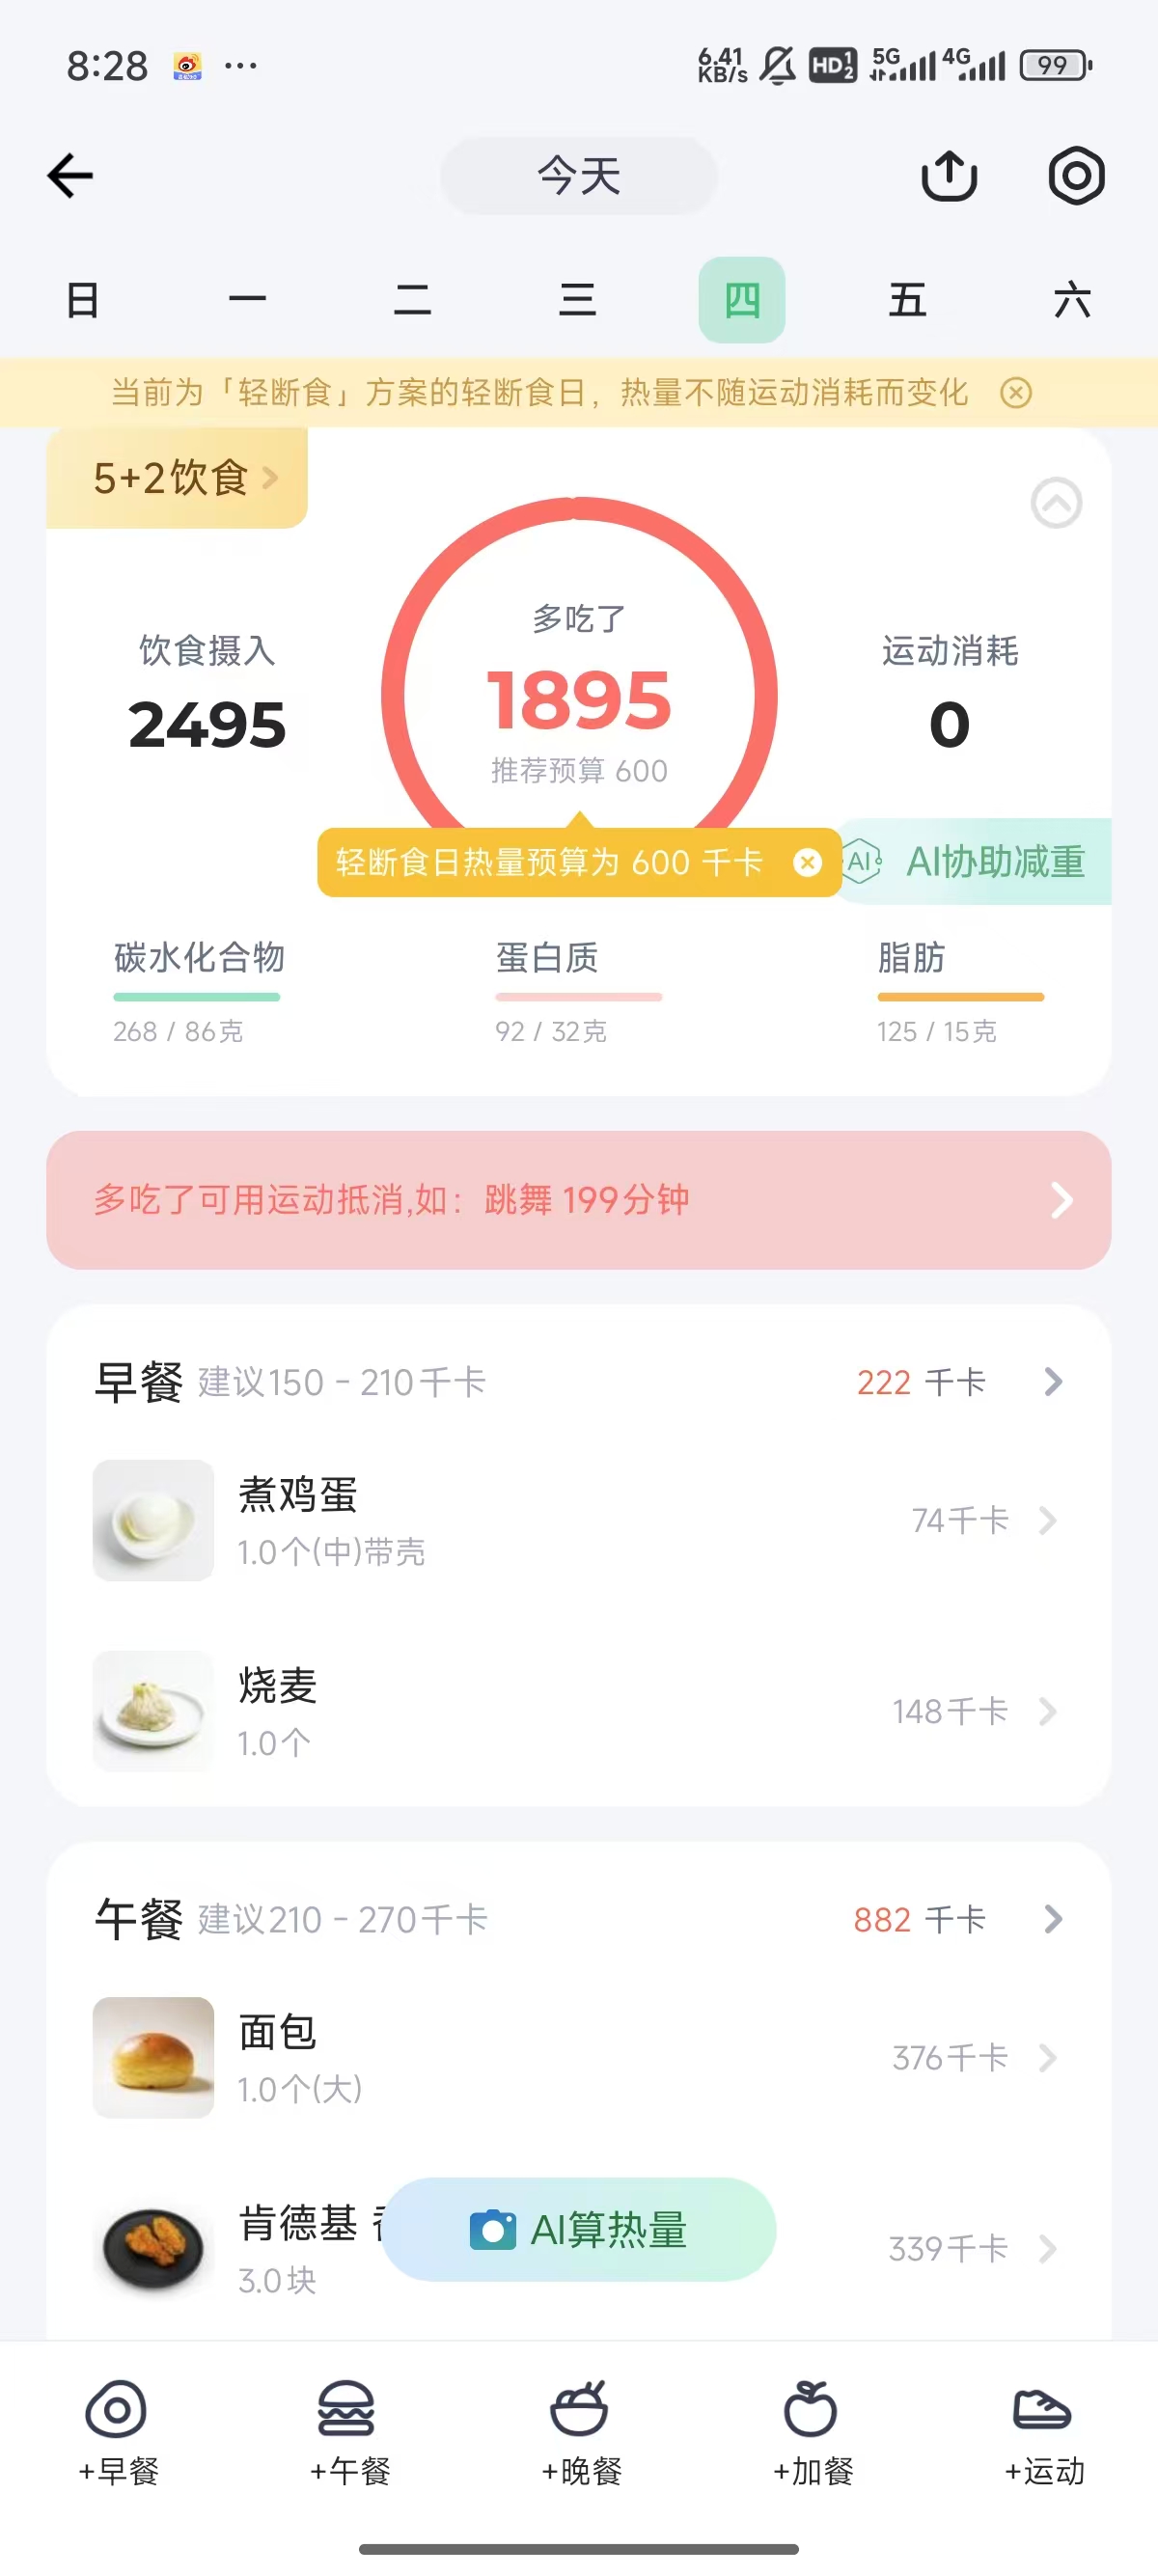 8:28 ··· 6.41 KB/s HD 1 2 5G 4G 99
今天
日 一 二 三 四 五 六
当前为「轻断食」方案的轻断食日，热量不随运动消耗而变化
5+2饮食
多吃了
饮食摄入 1895 运动消耗
2495 推荐预算 600 0
轻断食日热量预算为 600 千卡 AI AI协助减重
碳水化合物 蛋白质 脂肪
268 / 86克 92 / 32克 125 / 15克
多吃了可用运动抵消,如：跳舞 199分钟
早餐 建议150 - 210千卡 222 千卡
煮鸡蛋
1.0个(中)带壳 74千卡
烧麦
1.0个 148千卡
午餐 建议210 - 270千卡 882 千卡
面包
1.0个(大) 376千卡
肯德基 AI算热量
3.0块 339千卡
+早餐 +午餐 +晚餐 +加餐 +运动